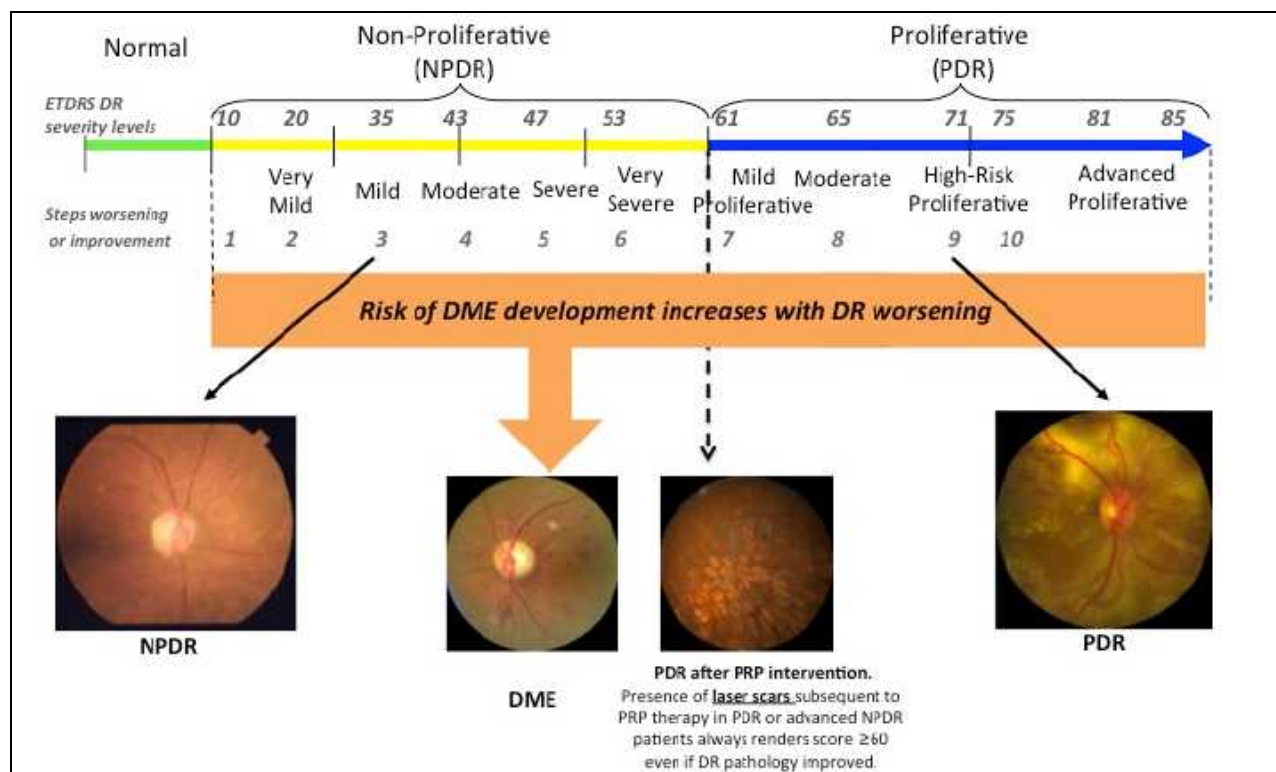 Normal
Non-Proliferative
(NPDR)
Proliferative
(PDR)
ETDRS DR
severity levels
10 20 35 43 47 53 61 65 71 75 81 85
Very
Mild
Mild
Moderate
Severe
Very
Severe
Mild
Proliferative
Moderate
High-Risk
Proliferative
Advanced
Proliferative
Steps worsening
or improvement
1 2 3 4 5 6 7 8 9 10
Risk of DME development increases with DR worsening
NPDR
DME
PDR after PRP intervention.
Presence of laser scars subsequent to
PRP therapy in PDR or advanced NPDR
patients always renders score ≥60
even if DR pathology improved.
PDR